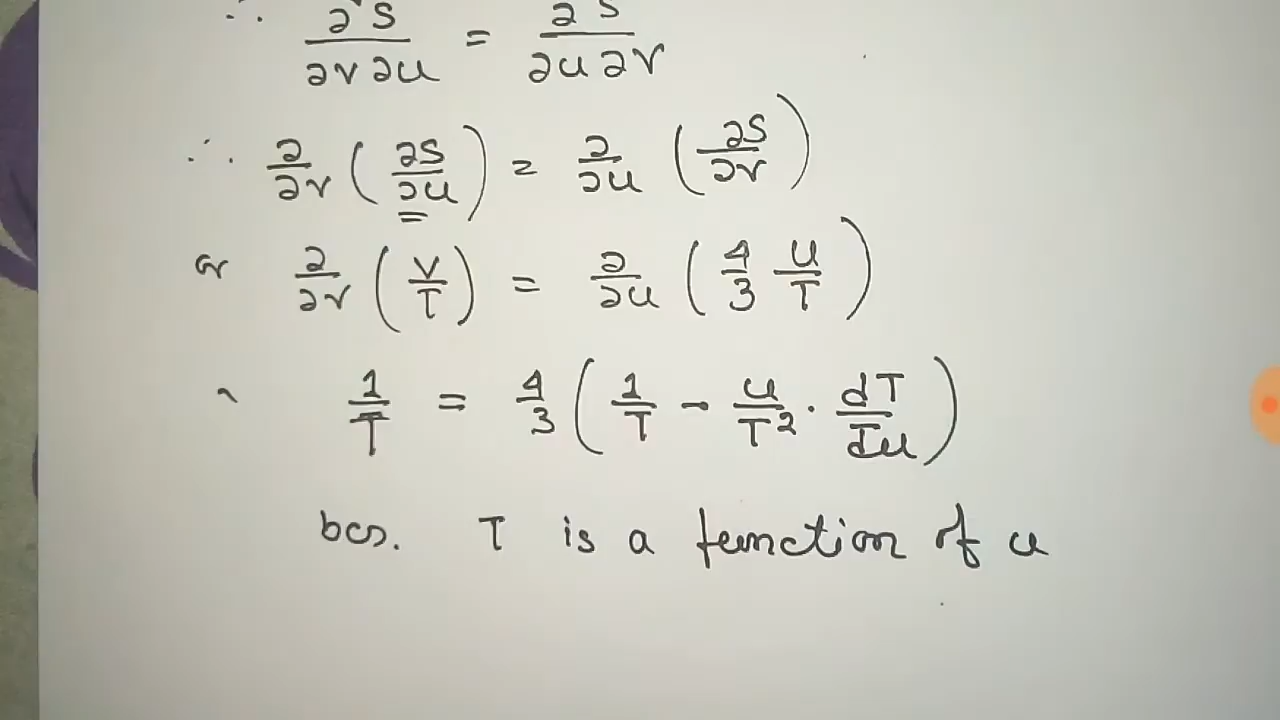 ∴ ∂²S/∂v∂u = ∂²S/∂u∂v
∴ ∂/∂v (∂S/∂u) = ∂/∂u (∂S/∂v)
or ∂/∂v (V/T) = ∂/∂u (4/3 u/T)
1/T = 4/3 (1/T - u/T² · dT/du)
bcs. T is a function of u